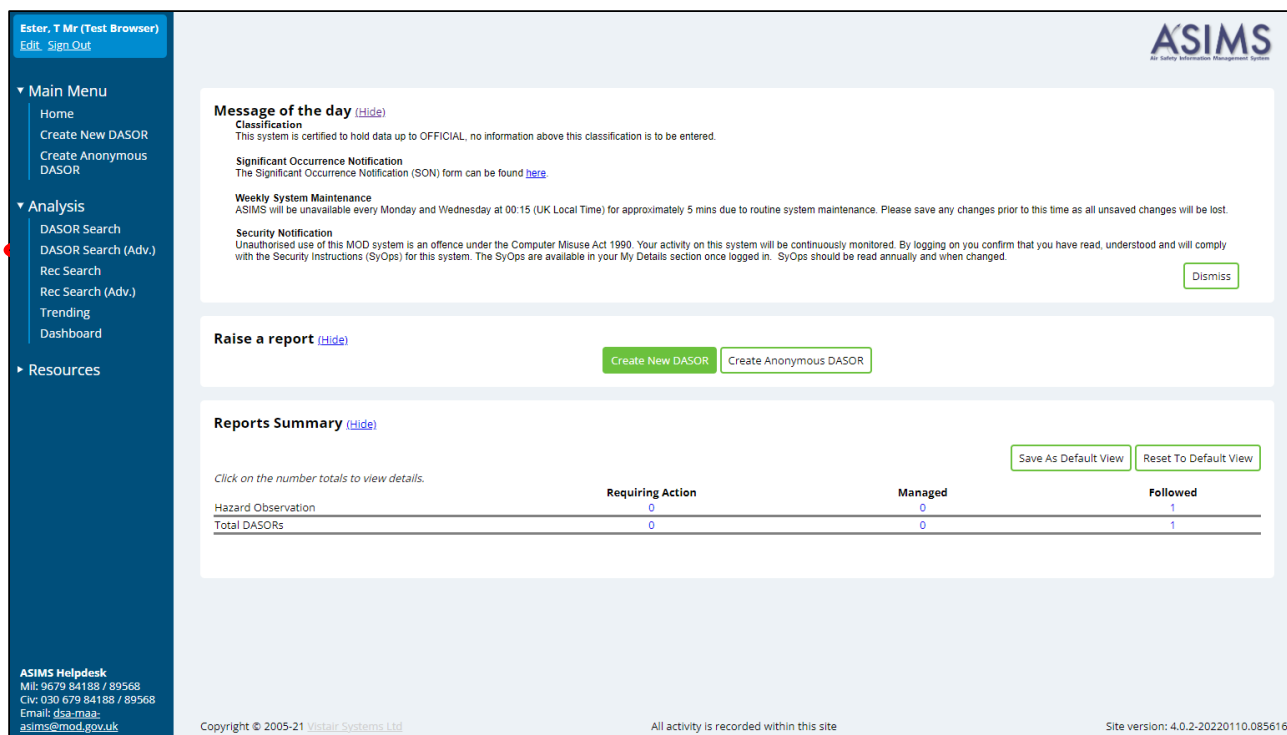 Ester, T Mr (Test Browser)
Edit Sign Out
Main Menu
Home
Create New DASOR
Create Anonymous
DASOR
Analysis
DASOR Search
DASOR Search (Adv.)
Rec Search
Rec Search (Adv.)
Trending
Dashboard
Resources
ASIMS Helpdesk
Mil: 9679 84188 / 89568
Civ: 030 679 84188 / 89568
Email: dsa-maa-
asims@mod.gov.uk
ASIMS
Air Safety Information Management System
Message of the day (Hide)
Classification
This system is certified to hold data up to OFFICIAL, no information above this classification is to be entered.
Significant Occurrence Notification
The Significant Occurrence Notification (SON) form can be found here.
Weekly System Maintenance
ASIMS will be unavailable every Monday and Wednesday at 00:15 (UK Local Time) for approximately 5 mins due to routine system maintenance. Please save any changes prior to this time as all unsaved changes will be lost.
Security Notification
Unauthorised use of this MOD system is an offence under the Computer Misuse Act 1990. Your activity on this system will be continuously monitored. By logging on you confirm that you have read, understood and will comply
with the Security Instructions (SyOps) for this system. The SyOps are available in your My Details section once logged in. SyOps should be read annually and when changed.
Dismiss
Raise a report (Hide)
Create New DASOR Create Anonymous DASOR
Reports Summary (Hide)
Save As Default View Reset To Default View
Click on the number totals to view details.
Requiring Action Managed Followed
Hazard Observation 0 0 1
Total DASORs 0 0 1
Copyright © 2005-21 Vistair Systems Ltd All activity is recorded within this site Site version: 4.0.2-20220110.085616